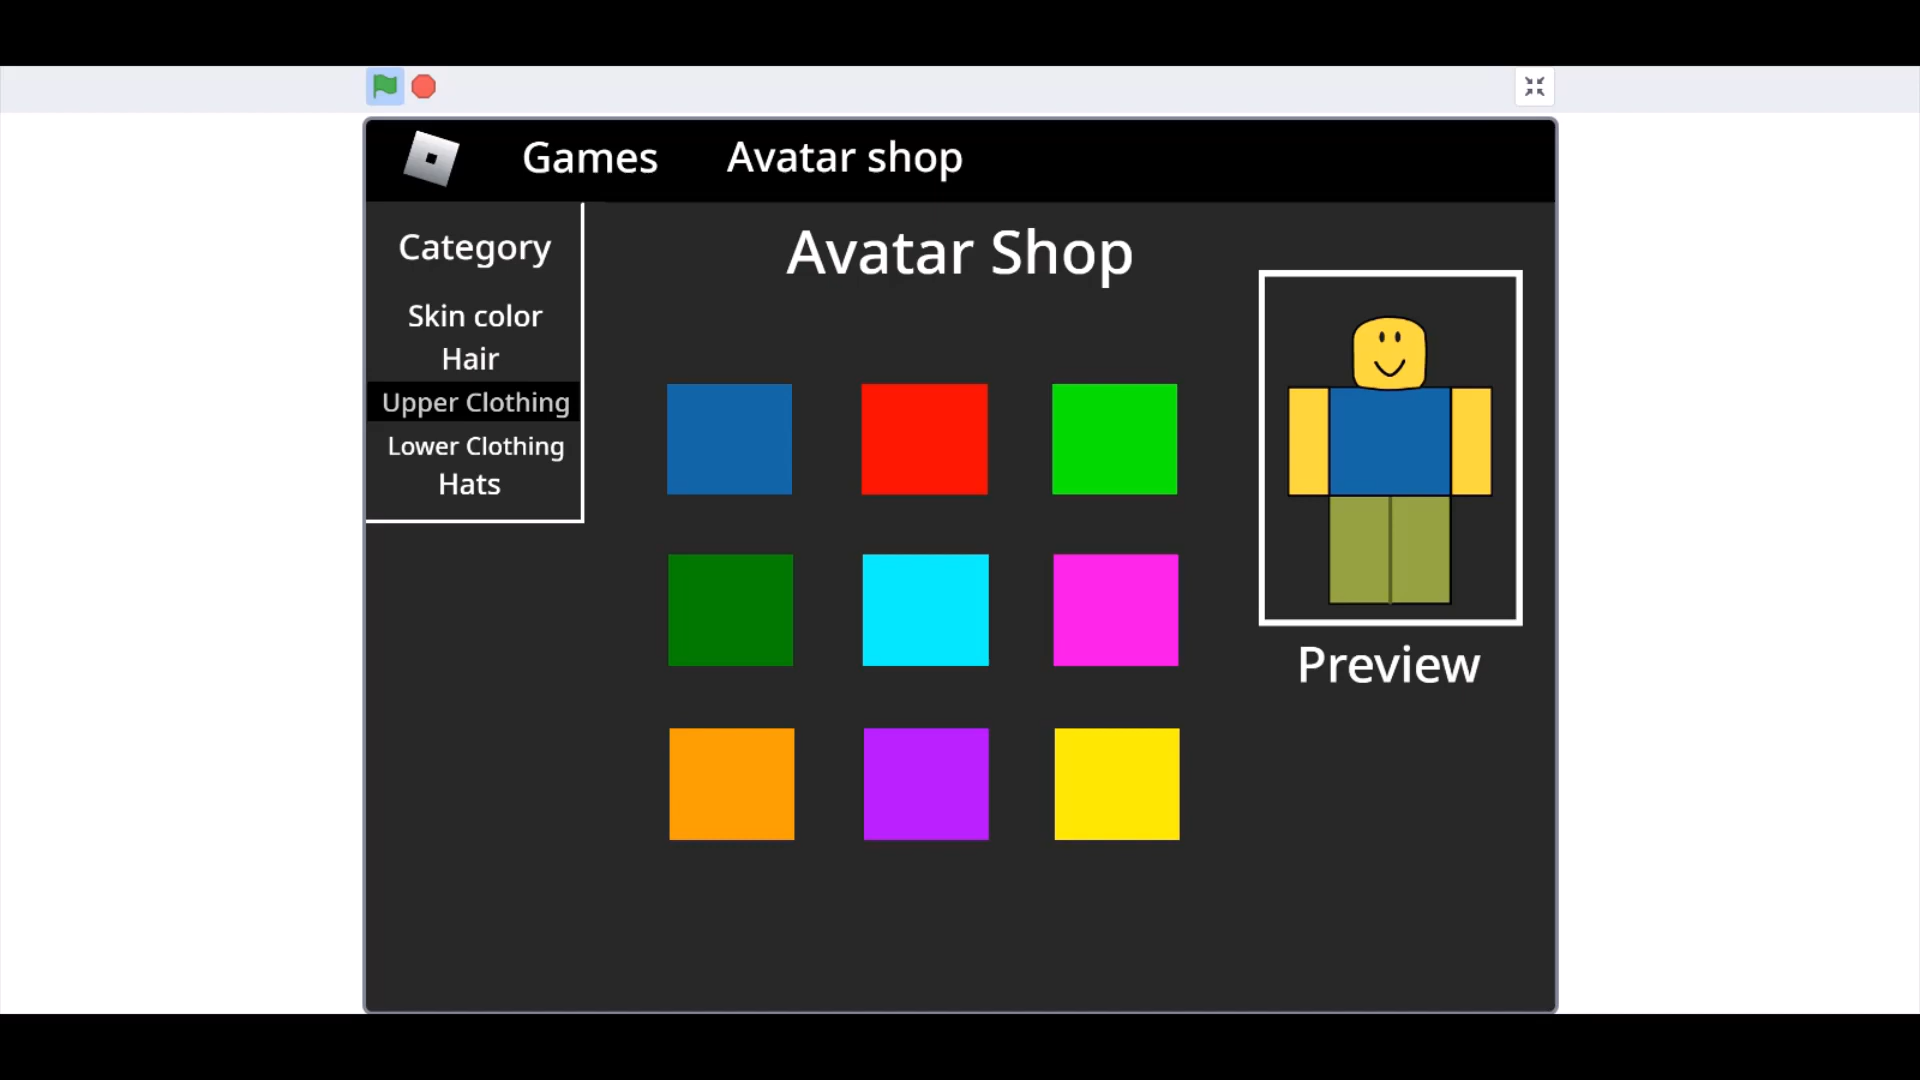 Games
Avatar shop
Category
Skin color
Hair
Upper Clothing
Lower Clothing
Hats
Avatar Shop
Preview